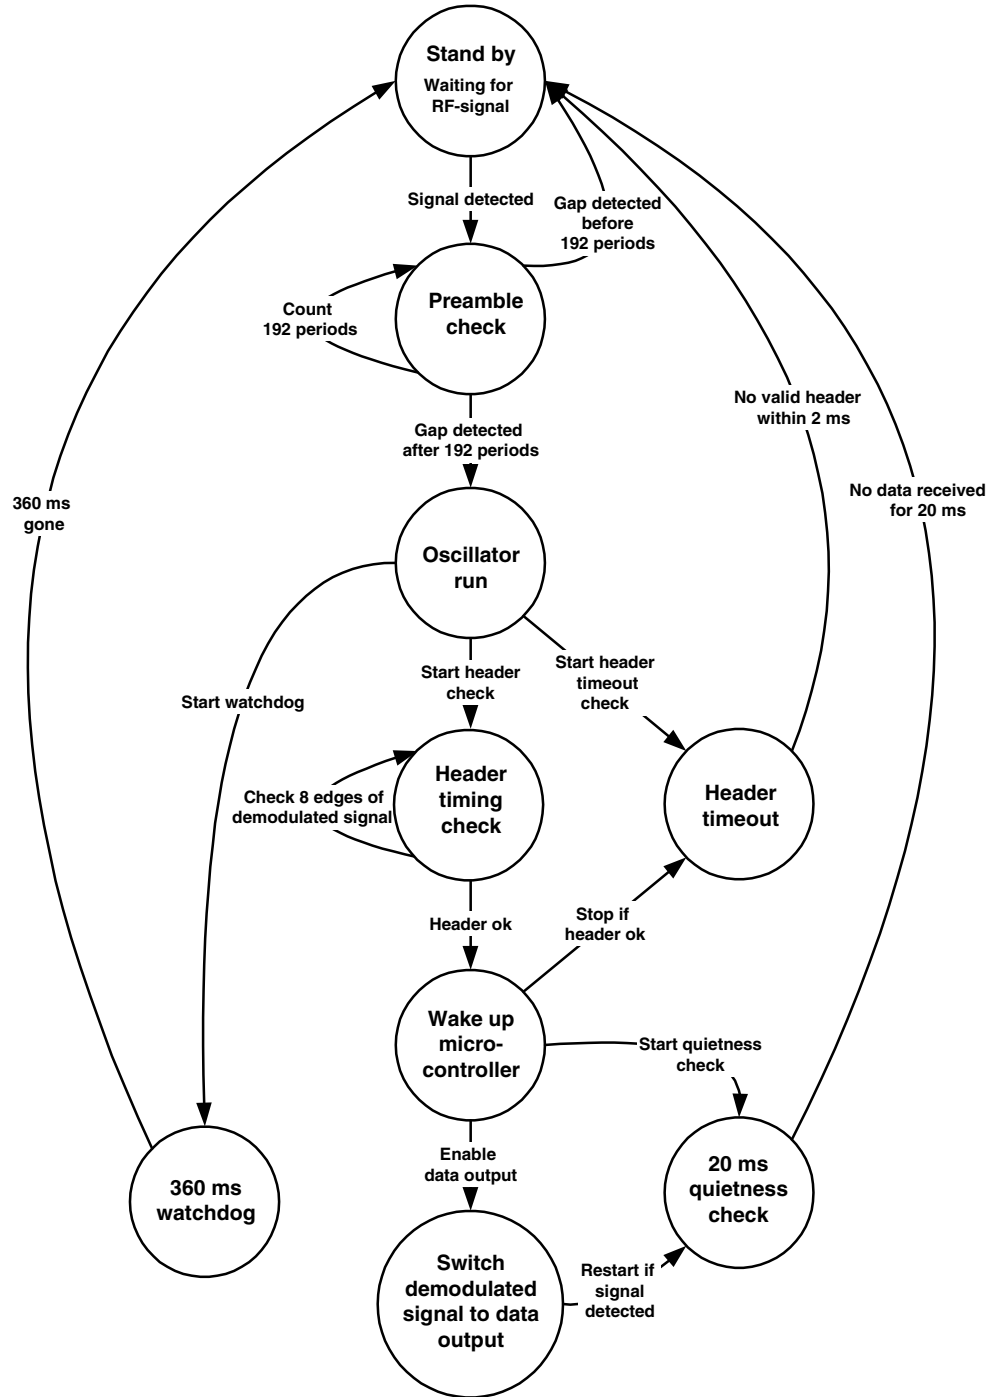 Stand by
Waiting for
RF-signal
Signal detected
Gap detected
before
192 periods
Preamble
check
Count
192 periods
Gap detected
after 192 periods
No valid header
within 2 ms
No data received
for 20 ms
360 ms
gone
Oscillator
run
Start header
check
Start header
timeout
check
Start watchdog
Header
timing
check
Check 8 edges of
demodulated signal
Header
timeout
Header ok
Stop if
header ok
Wake up
micro-
controller
Start quietness
check
Enable
data output
360 ms
watchdog
20 ms
quietness
check
Switch
demodulated
signal to data
output
Restart if
signal
detected